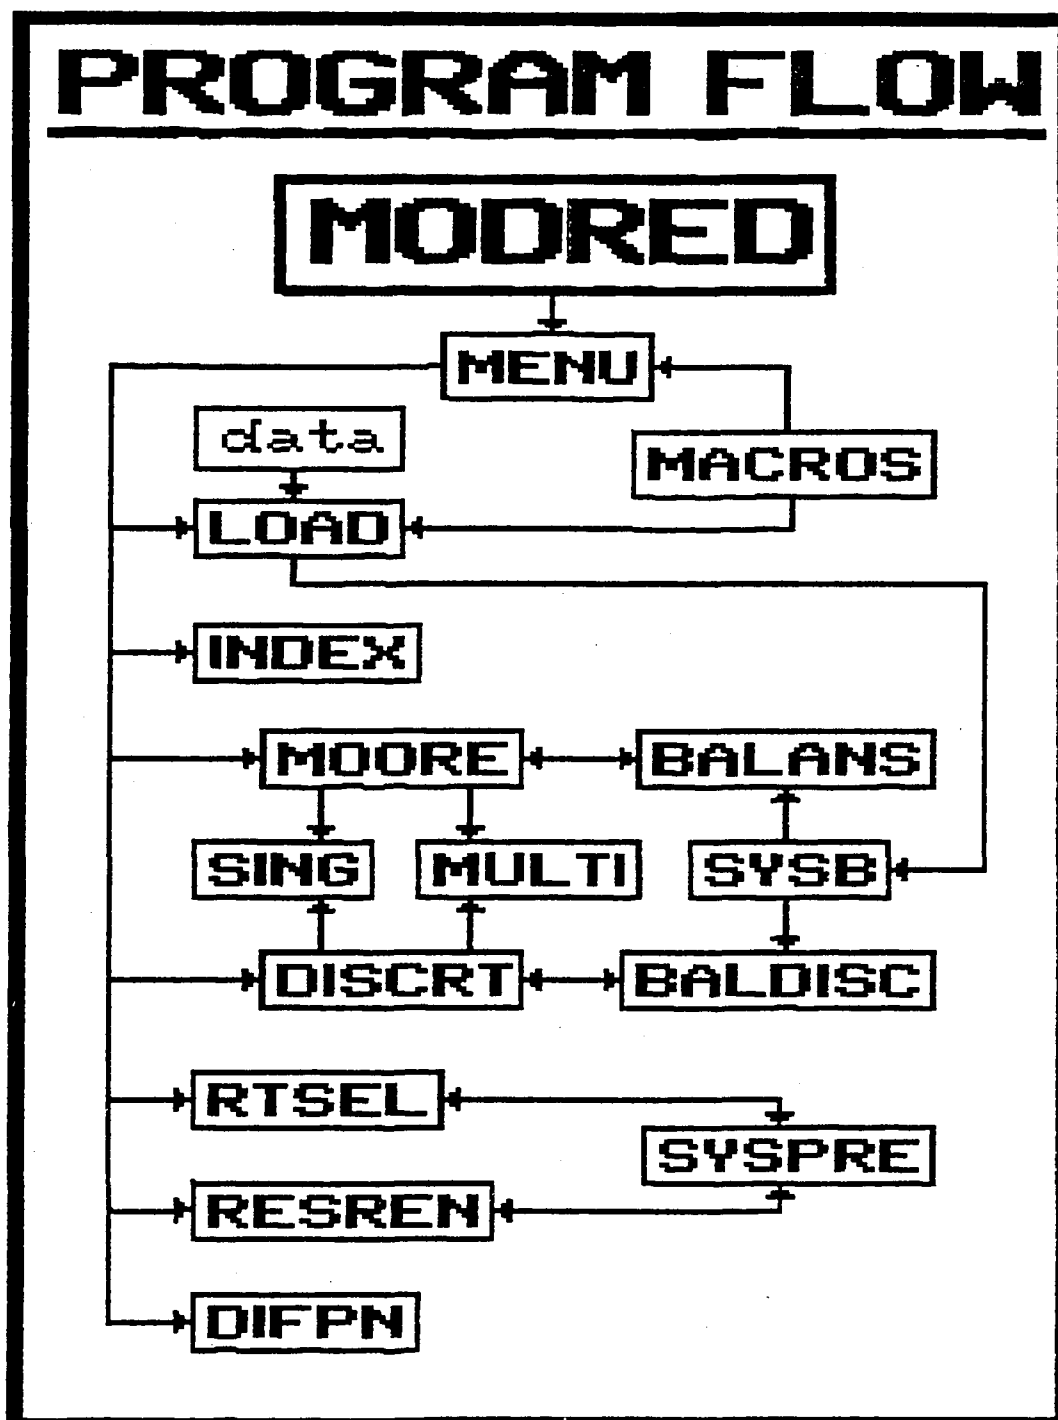 PROGRAM FLOW
MODRED
MENU
data
MACROS
LOAD
INDEX
MOORE
BALANS
SING
MULTI
SYSB
DISCRT
BALDISC
RTSEL
SYSPRE
RESREN
DIFPN